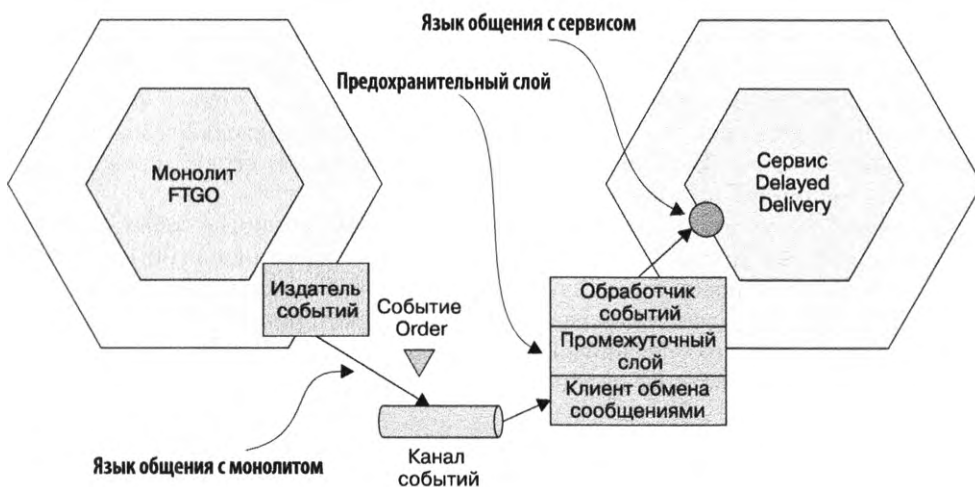 Язык общения с сервисом
Предохранительный слой
Монолит
FTGO
Сервис
Delayed
Delivery
Издатель
событий
Событие
Order
Обработчик
событий
Промежуточный
слой
Клиент обмена
сообщениями
Язык общения с монолитом
Канал
событий